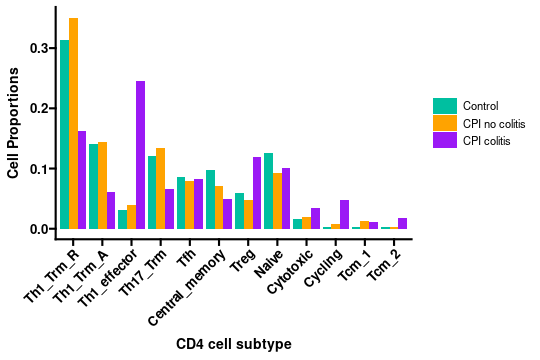 0.3
0.2
0.1
0.0
Cell Proportions
Th1_Trm_R
Th1_Trm_A
Th1_effector
Th17_Trm
Tfh
Central_memory
Treg
Naive
Cytotoxic
Cycling
Tcm_1
Tcm_2
CD4 cell subtype
Control
CPI no colitis
CPI colitis